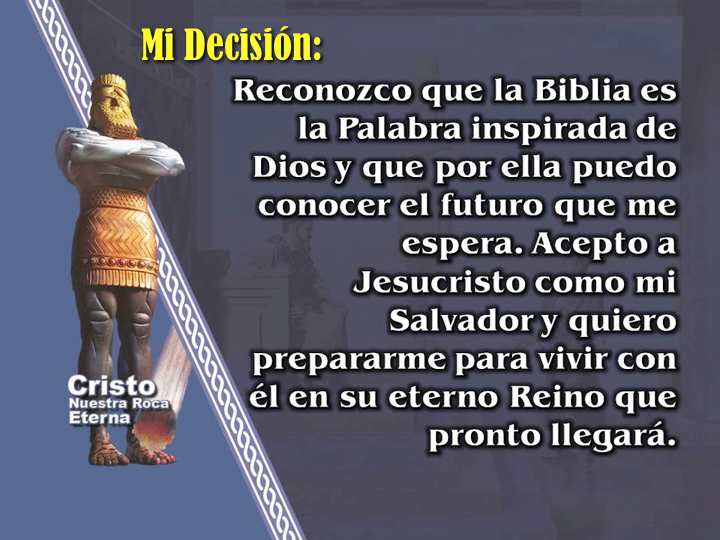 Mi Decisión:
Reconozco que la Biblia es
la Palabra inspirada de
Dios y que por ella puedo
conocer el futuro que me
espera. Acepto a
Jesucristo como mi
Salvador y quiero
prepararme para vivir con
él en su eterno Reino que
pronto llegará.
Cristo
Nuestra Roca
Eterna